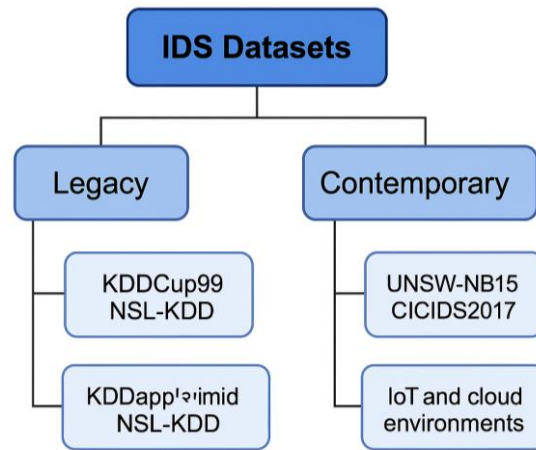 IDS Datasets
Legacy
Contemporary
KDDCup99
NSL-KDD
UNSW-NB15
CICIDS2017
NSL-KDD
IoT and cloud
environments